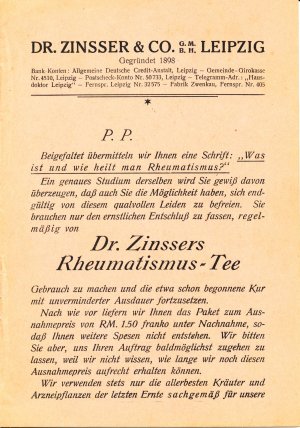 DR. ZINSSER & CO. G. M. B. H. LEIPZIG
Gegründet 1898
Bank Konten: Allgemeine Deutsche Credit-Anstalt, Leipzig – Gemeinde-Girokasse
Nr. 4510, Leipzig – Postscheck-Konto Nr. 50 733, Leipzig – Telegramm-Adr.: „Haus-
doktor Leipzig" – Fernspr. Leipzig Nr. 32575 – Fabrik Zwenkau, Fernspr. Nr. 405
*
P. P.
Beigefaltet übermitteln wir Ihnen eine Schrift: „Was
ist und wie heilt man Rheumatismus?"
Ein genaues Studium derselben wird Sie gewiß davon
überzeugen, daß auch Sie die Möglichkeit haben, sich end-
gültig von diesem qualvollen Leiden zu befreien. Sie
brauchen nur den ernstlichen Entschluß zu fassen, regel-
mäßig von
Dr. Zinssers
Rheumatismus-Tee
Gebrauch zu machen und die etwa schon begonnene Kur
mit unverminderter Ausdauer fortzusetzen.
Nach wie vor liefern wir Ihnen das Paket zum Aus-
nahmepreis von RM. 1.50 franko unter Nachnahme, so-
daß Ihnen weitere Spesen nicht entstehen. Wir bitten
Sie aber, uns Ihren Auftrag baldmöglichst zugehen zu
lassen, weil wir nicht wissen, wie lange wir noch diesen
Ausnahmepreis aufrecht erhalten können.
Wir verwenden stets nur die allerbesten Kräuter und
Arzneipflanzen der letzten Ernte sachgemäß für unsere